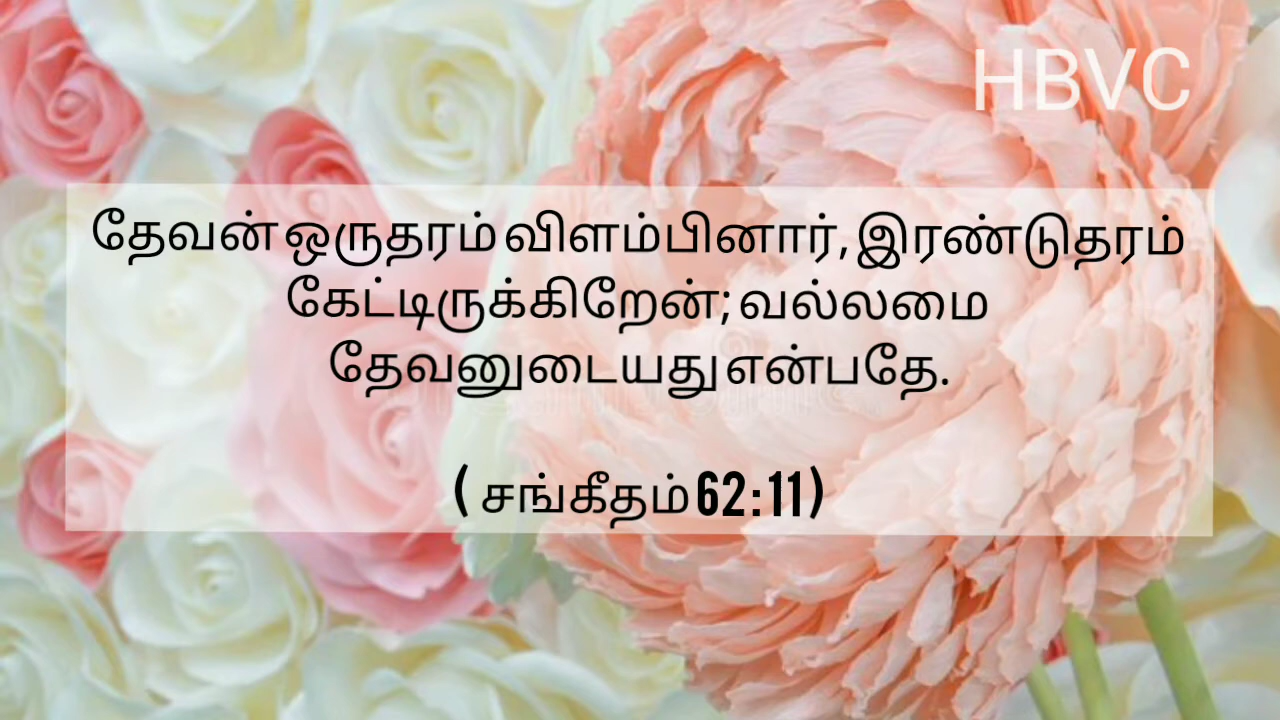 HBVC
தேவன் ஒருதரம் விளம்பினார், இரண்டுதரம்
கேட்டிருக்கிறேன்; வல்லமை
தேவனுடையது என்பதே.
( சங்கீதம் 62:11)